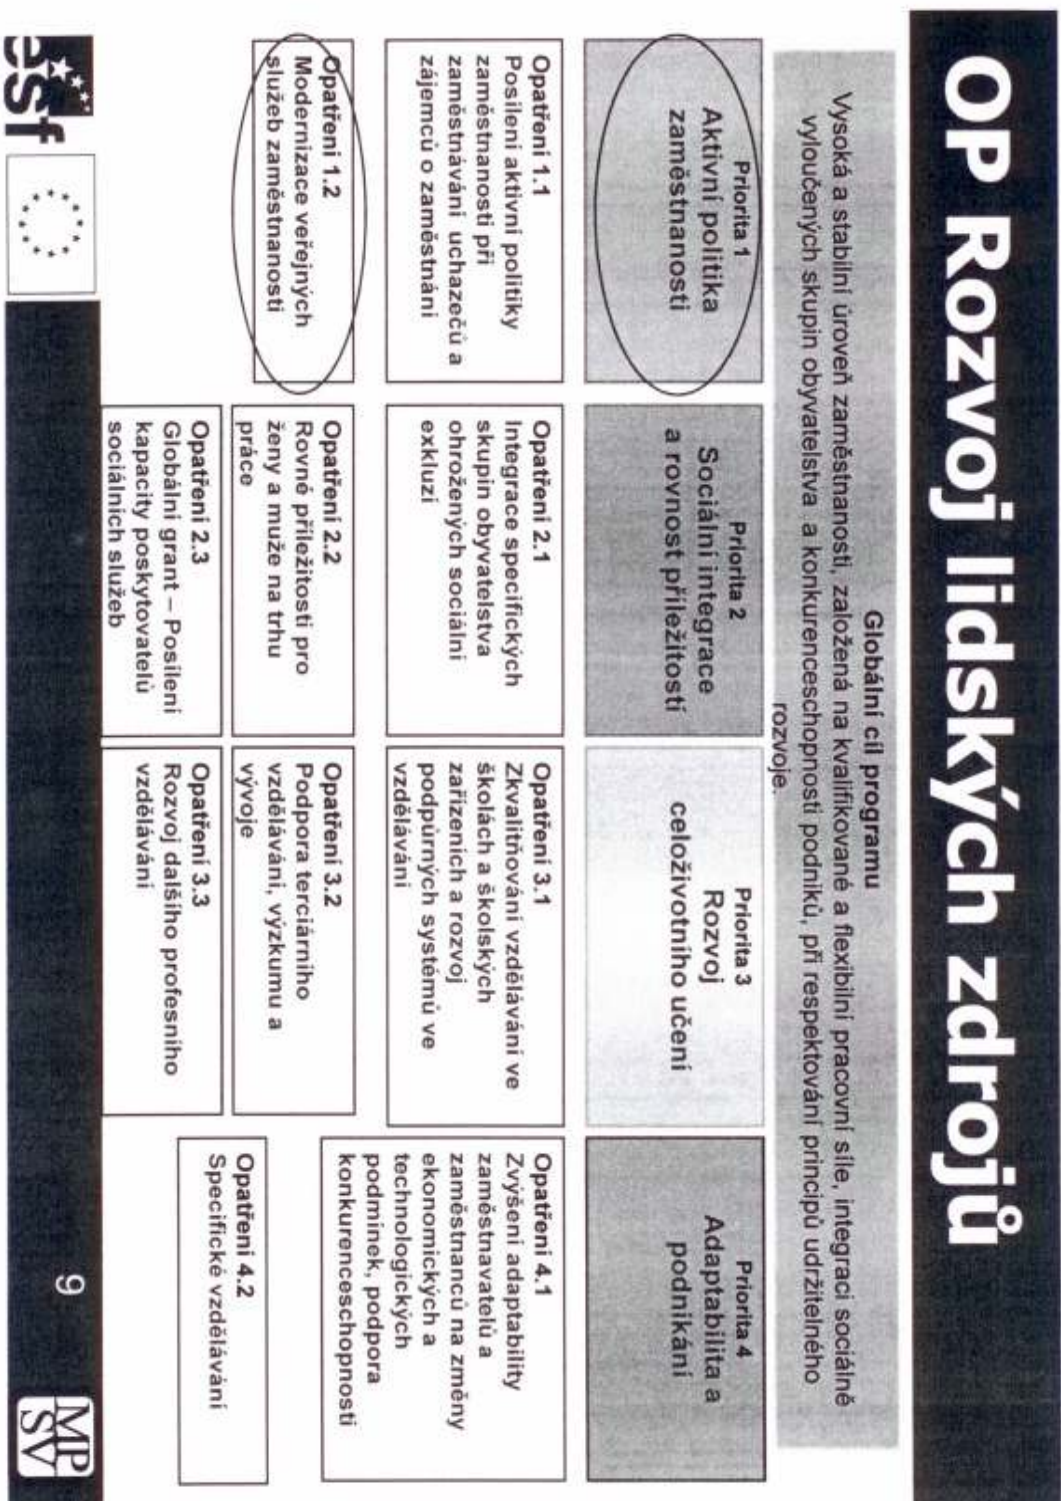 OP Rozvoj lidských zdrojů
Globální cíl programu
Vysoká a stabilní úroveň zaměstnanosti, založená na kvalifikované a flexibilní pracovní síle, integraci sociálně
vyloučených skupin obyvatelstva a konkurenceschopnosti podniků, při respektování principů udržitelného
rozvoje.
Priorita 1
Aktivní politika
zaměstnanosti
Priorita 2
Sociální integrace
a rovnost příležitostí
Priorita 3
Rozvoj
celoživotního učení
Priorita 4
Adaptabilita a
podnikání
Opatření 1.1
Posílení aktivní politiky
zaměstnanosti při
zaměstnávání uchazečů a
zájemců o zaměstnání
Opatření 2.1
Integrace specifických
skupin obyvatelstva
ohrožených sociální
exkluzí
Opatření 3.1
Zkvalitňování vzdělávání ve
školách a školských
zařízeních a rozvoj
podpůrných systémů ve
vzdělávání
Opatření 4.1
Zvýšení adaptability
zaměstnavatelů a
zaměstnanců na změny
ekonomických a
technologických
podmínek, podpora
konkurenceschopnosti
Opatření 1.2
Modernizace veřejných
služeb zaměstnanosti
Opatření 2.2
Rovné příležitosti pro
ženy a muže na trhu
práce
Opatření 3.2
Podpora terciárního
vzdělávání, výzkumu a
vývoje
Opatření 4.2
Specifické vzdělávání
Opatření 2.3
Globální grant – Posílení
kapacity poskytovatelů
sociálních služeb
Opatření 3.3
Rozvoj dalšího profesního
vzdělávání
esf
9
MP
SV